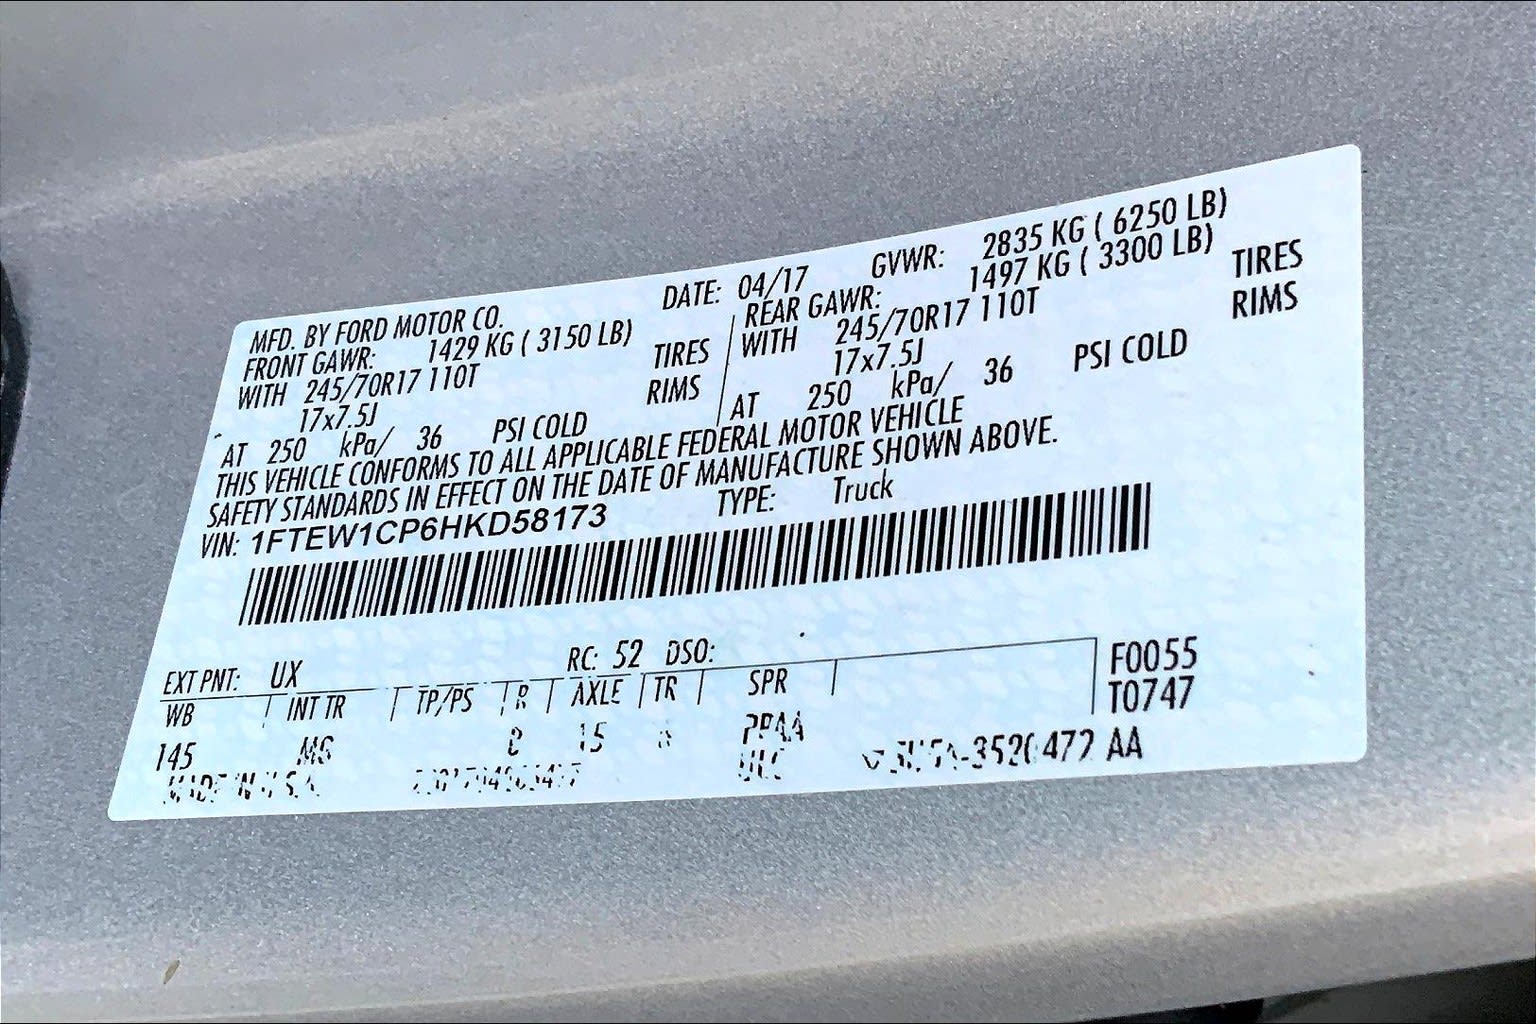 MFD. BY FORD MOTOR CO. DATE: 04/17 GVWR: 2835 KG ( 6250 LB)
FRONT GAWR: 1429 KG ( 3150 LB) REAR GAWR: 1497 KG ( 3300 LB)
WITH 245/70R17 110T TIRES WITH 245/70R17 110T TIRES
17x7.5J RIMS 17x7.5J RIMS
AT 250 kPa/ 36 PSI COLD AT 250 kPa/ 36 PSI COLD
THIS VEHICLE CONFORMS TO ALL APPLICABLE FEDERAL MOTOR VEHICLE
SAFETY STANDARDS IN EFFECT ON THE DATE OF MANUFACTURE SHOWN ABOVE.
VIN: 1FTEW1CP6HKD58173 TYPE: Truck
EXT PNT: UX RC: 52 DSO: F0055
WB INT TR TP/PS R AXLE TR SPR T0747
145 MG 15 AA
MADE IN U.S.A. AA